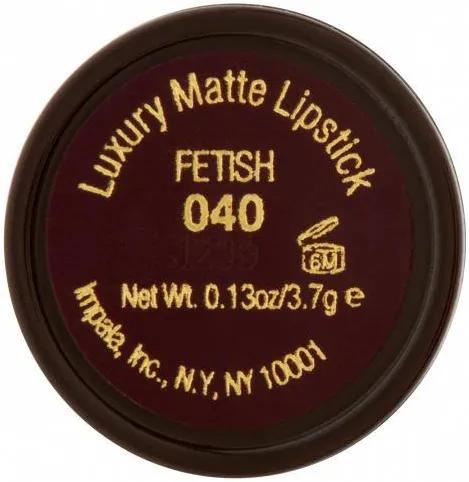 Luxury Matte Lipstick
FETISH
040
6M
Net Wt. 0.13oz/3.7g e
Impala, Inc., N.Y, NY 10001